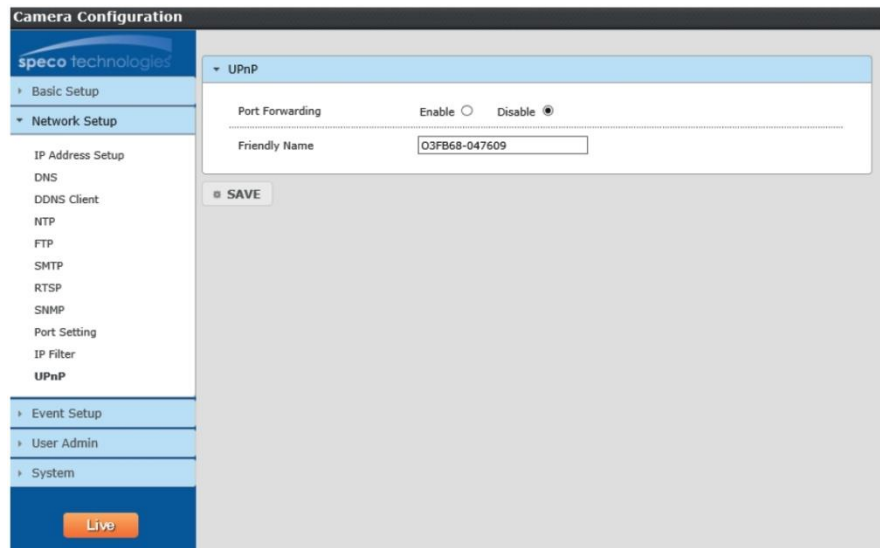 Camera Configuration
speco technologies
Basic Setup
Network Setup
IP Address Setup
DNS
DDNS Client
NTP
FTP
SMTP
RTSP
SNMP
Port Setting
IP Filter
UPnP
Event Setup
User Admin
System
Live
UPnP
Port Forwarding Enable Disable
Friendly Name O3FB68-047609
SAVE